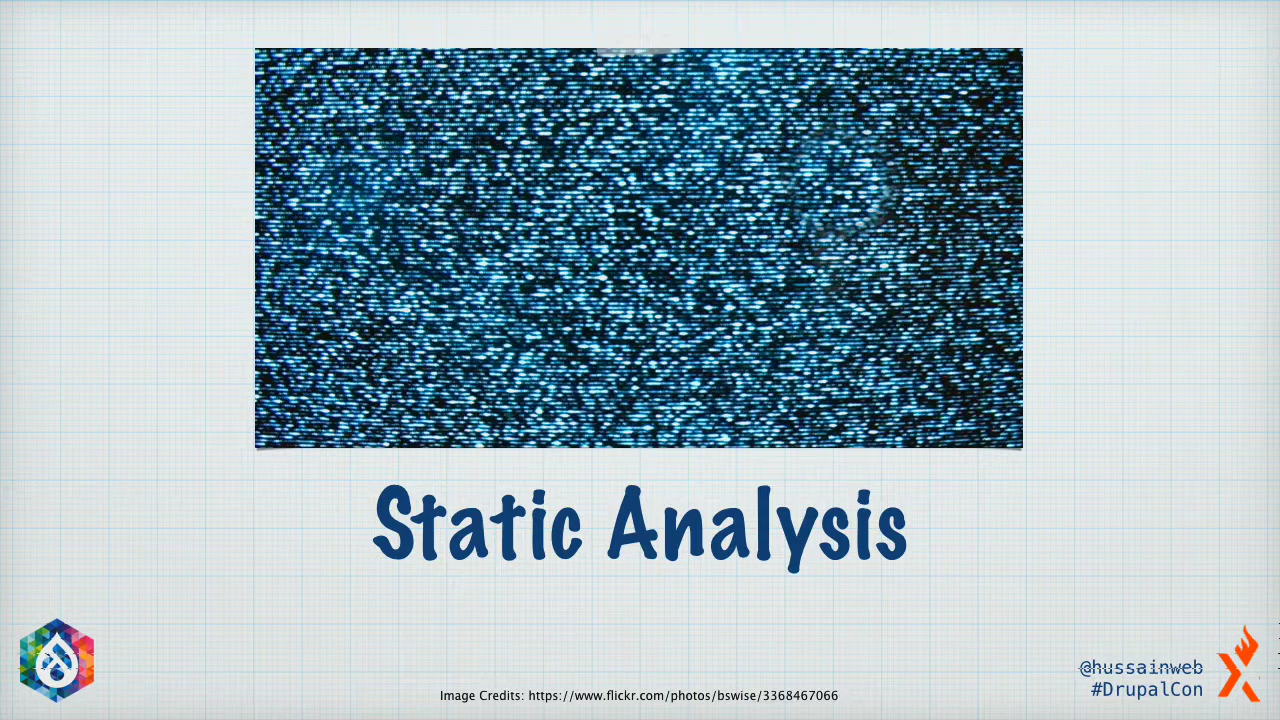 Static Analysis
@hussainweb
#DrupalCon
Image Credits: https://www.flickr.com/photos/bswise/3368467066